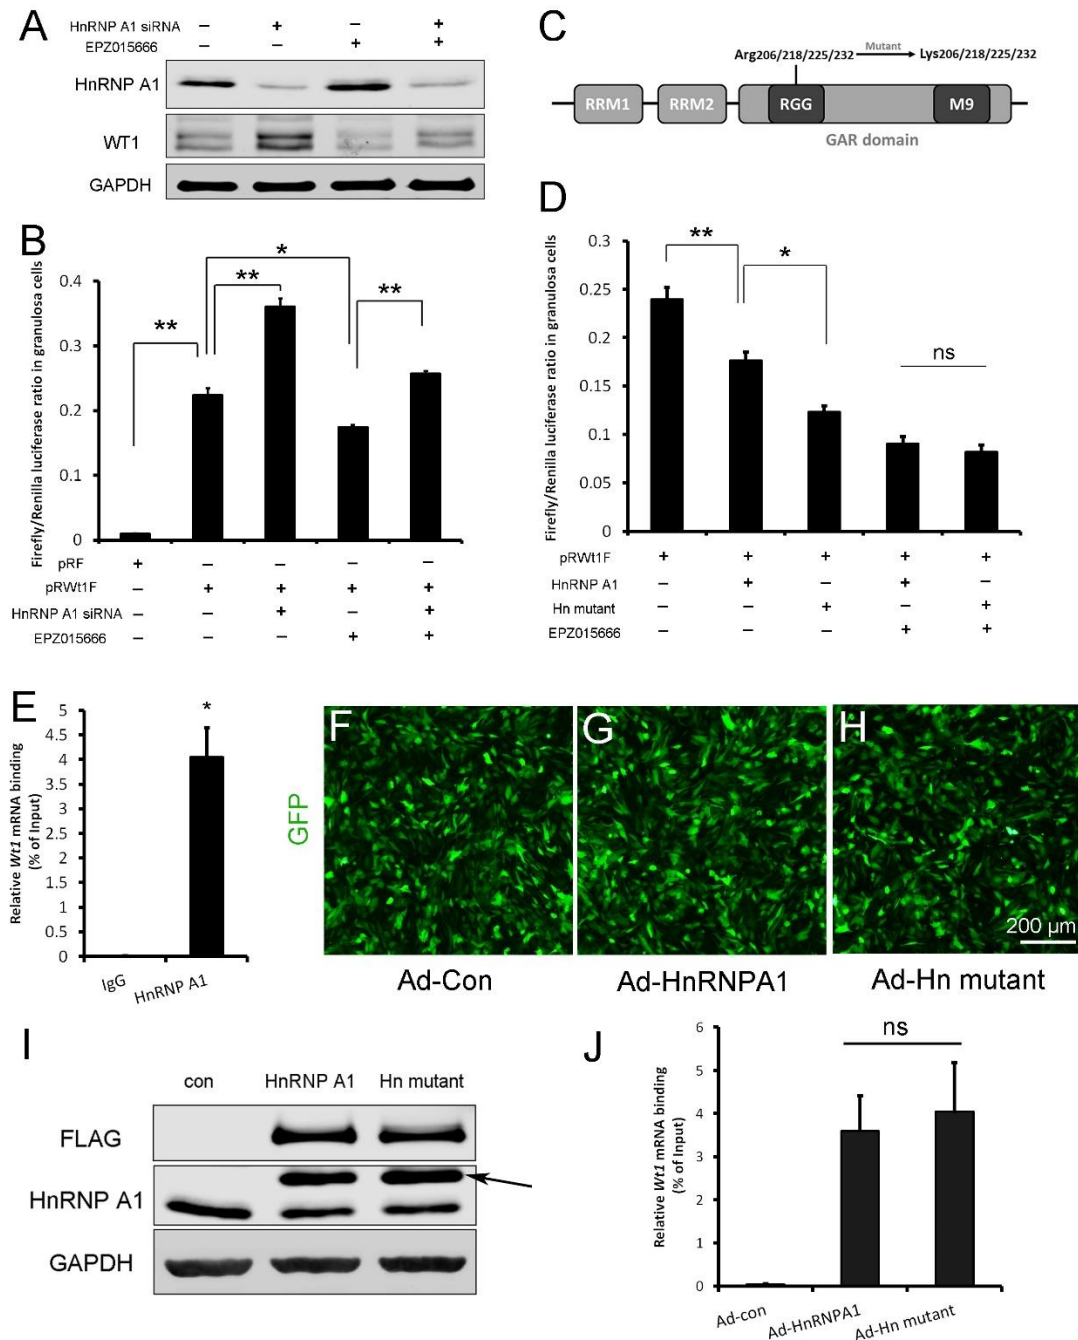 A
HnRNP A1 siRNA – + – +
EPZ015666 – – + +
HnRNP A1
WT1
GAPDH
B
Firefly/Renilla luciferase ratio in granulosa cells
0.4
0.3
0.2
0.1
0
**
**
*
**
pRF + – – – –
pRWt1F – + + + +
HnRNP A1 siRNA – – + – +
EPZ015666 – – – + +
C
Mutant
Arg206/218/225/232 Lys206/218/225/232
RRM1 RRM2 RGG M9
GAR domain
D
Firefly/Renilla luciferase ratio in granulosa cells
0.3
0.25
0.2
0.15
0.1
0.05
0
**
*
ns
pRWt1F + + + + +
HnRNP A1 – + – + –
Hn mutant – – + – +
EPZ015666 – – – + +
E
Relative Wt1 mRNA binding
(% of Input)
5
4.5
4
3.5
3
2.5
2
1.5
1
0.5
0
*
IgG HnRNP A1
GFP
F G H
200 µm
Ad-Con Ad-HnRNPA1 Ad-Hn mutant
I
con HnRNP A1 Hn mutant
FLAG
HnRNP A1
GAPDH
J
Relative Wt1 mRNA binding
(% of Input)
6
5
4
3
2
1
0
ns
Ad-con Ad-HnRNPA1 Ad-Hn mutant